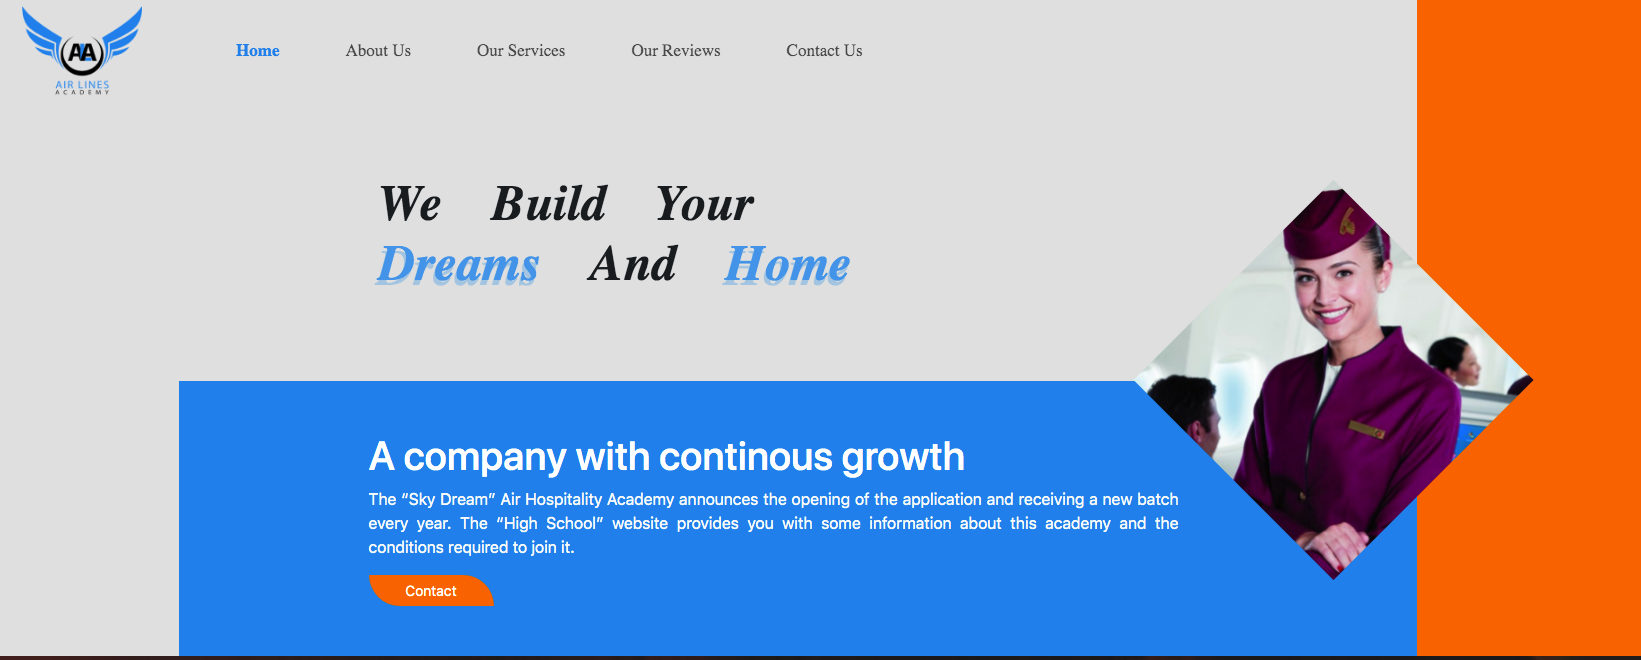 AA
AIR LINES
ACADEMY
Home About Us Our Services Our Reviews Contact Us
We Build Your
Dreams And Home
A company with continous growth
The “Sky Dream” Air Hospitality Academy announces the opening of the application and receiving a new batch
every year. The “High School” website provides you with some information about this academy and the
conditions required to join it.
Contact